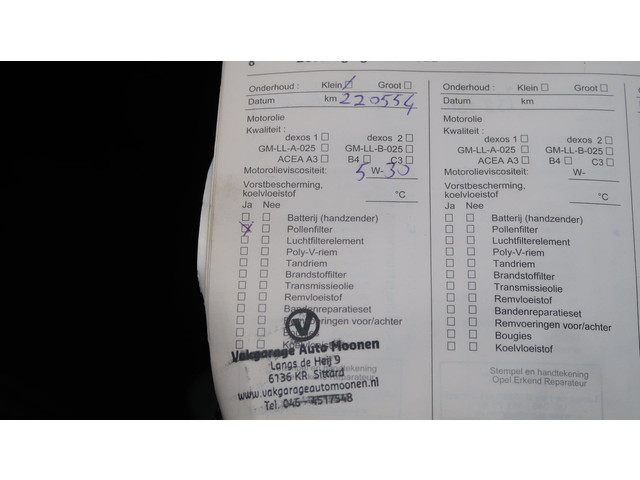 8
Onderhoud : Klein Groot
Datum km 220554
Motorolie
Kwaliteit :
dexos 1 dexos 2
GM-LL-A-025 GM-LL-B-025
ACEA A3 B4 C3
Motorolieviscositeit: 5 W- 30
Vorstbescherming,
koelvloeistof °C
Ja Nee
Batterij (handzender)
Pollenfilter
Luchtfilterelement
Poly-V-riem
Tandriem
Brandstoffilter
Transmissieolie
Remvloeistof
Bandenreparatieset
Remvoeringen voor/achter
Koelvloeistof
Vakgarage Auto Moonen
Langs de Heij 9
6136 KR Sittard
en handtekening
www.vakgarageautomoonen.nl
Tel. 046 - 4517548
Onderhoud : Klein Groot
Datum km
Motorolie
Kwaliteit :
dexos 1 dexos 2
GM-LL-A-025 GM-LL-B-025
ACEA A3 B4 C3
Motorolieviscositeit: W-
Vorstbescherming,
koelvloeistof °C
Ja Nee
Batterij (handzender)
Pollenfilter
Luchtfilterelement
Poly-V-riem
Tandriem
Brandstoffilter
Transmissieolie
Remvloeistof
Bandenreparatieset
Remvoeringen voor/achter
Bougies
Koelvloeistof
Stempel en handtekening
Opel Erkend Reparateur